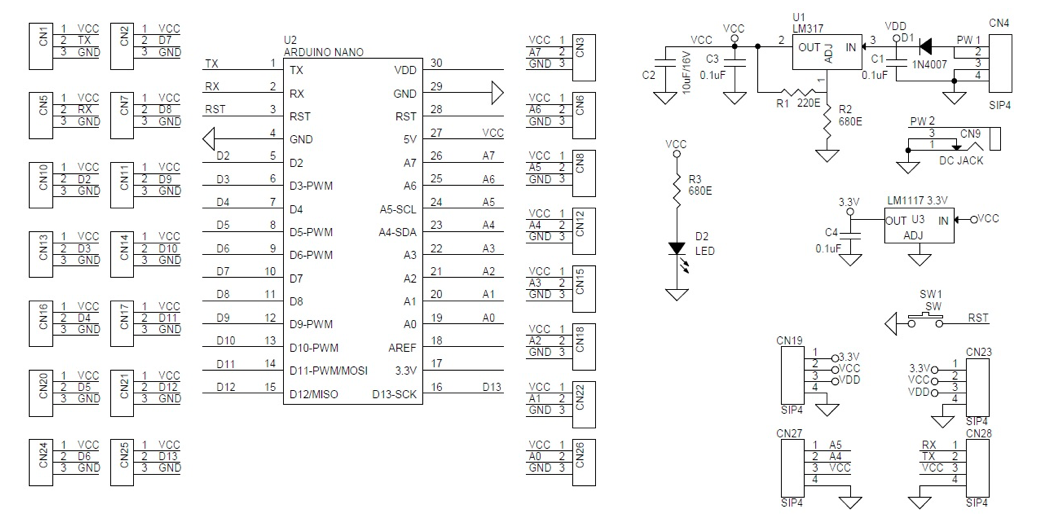 CN1
1 VCC
2 TX
3 GND
CN2
1 VCC
2 D7
3 GND
CN5
1 VCC
2 RX
3 GND
CN7
1 VCC
2 D8
3 GND
CN10
1 VCC
2 D2
3 GND
CN11
1 VCC
2 D9
3 GND
CN13
1 VCC
2 D3
3 GND
CN14
1 VCC
2 D10
3 GND
CN16
1 VCC
2 D4
3 GND
CN17
1 VCC
2 D11
3 GND
CN20
1 VCC
2 D5
3 GND
CN21
1 VCC
2 D12
3 GND
CN24
1 VCC
2 D6
3 GND
CN25
1 VCC
2 D13
3 GND
U2
ARDUINO NANO
TX 1 TX
RX 2 RX
RST 3 RST
4 GND
D2 5 D2
D3 6 D3-PWM
D4 7 D4
D5 8 D5-PWM
D6 9 D6-PWM
D7 10 D7
D8 11 D8
D9 12 D9-PWM
D10 13 D10-PWM
D11 14 D11-PWM/MOSI
D12 15 D12/MISO
VDD 30
GND 29
RST 28
5V 27 VCC
A7 26 A7
A6 25 A6
A5-SCL 24 A5
A4-SDA 23 A4
A3 22 A3
A2 21 A2
A1 20 A1
A0 19 A0
AREF 18
3.3V 17
D13-SCK 16 D13
VCC 1
A7 2
GND 3
CN3
VCC 1
A6 2
GND 3
CN6
VCC 1
A5 2
GND 3
CN8
VCC 1
A4 2
GND 3
CN12
VCC 1
A3 2
GND 3
CN15
VCC 1
A2 2
GND 3
CN18
VCC 1
A1 2
GND 3
CN22
VCC 1
A0 2
GND 3
CN26
U1
LM317
OUT IN
ADJ
2 3
1
VCC
VCC
C2
10uF/16V
C3
0.1uF
R1 220E
R2
680E
VDD
D1
1N4007
C1
0.1uF
CN4
PW 1
2
3
4
SIP4
PW 2
3
1
CN9
DC JACK
VCC
R3
680E
D2
LED
LM1117 3.3V
3.3V
OUT U3 IN
ADJ
VCC
C4
0.1uF
SW1
SW
RST
CN19
1 3.3V
2 VCC
3 VDD
4
SIP4
CN23
3.3V 1
VCC 2
VDD 3
4
SIP4
CN27
1 A5
2 A4
3 VCC
4
SIP4
CN28
RX 1
TX 2
VCC 3
4
SIP4